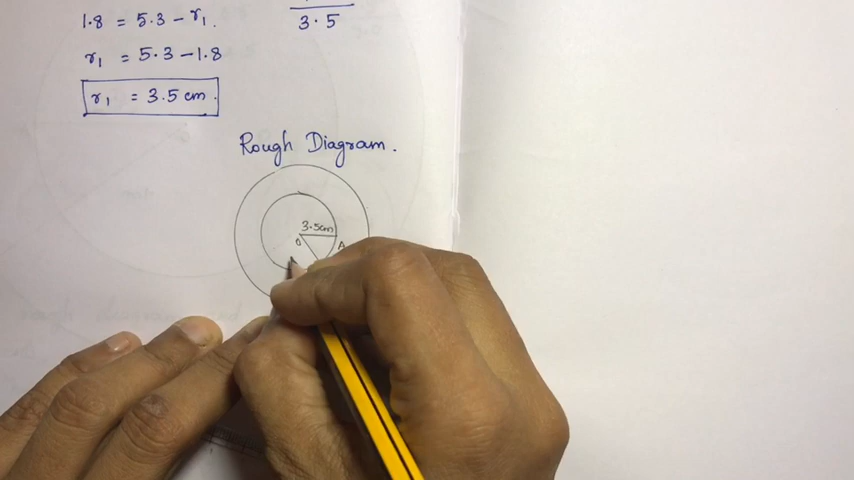 1.8 = 5.3 - r₁.
r₁ = 5.3 - 1.8
r₁ = 3.5 cm.
3.5
Rough Diagram.
3.5cm
O
A